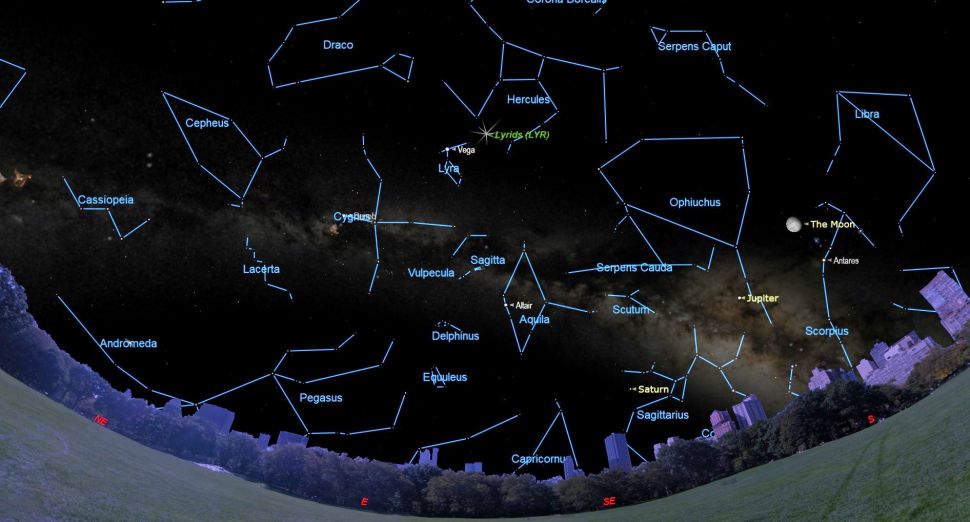 Corona Borealis
Draco
Serpens Caput
Hercules
Libra
Cepheus
Lyrids (LYR)
Vega
Lyra
Cassiopeia
Ophiuchus
Cygnus
The Moon
Antares
Sagitta
Serpens Cauda
Lacerta
Vulpecula
Jupiter
Altair
Scutum
Aquila
Scorpius
Delphinus
Andromeda
Equuleus
Saturn
Pegasus
Sagittarius
Co
Capricornu
NE
S
E
SE